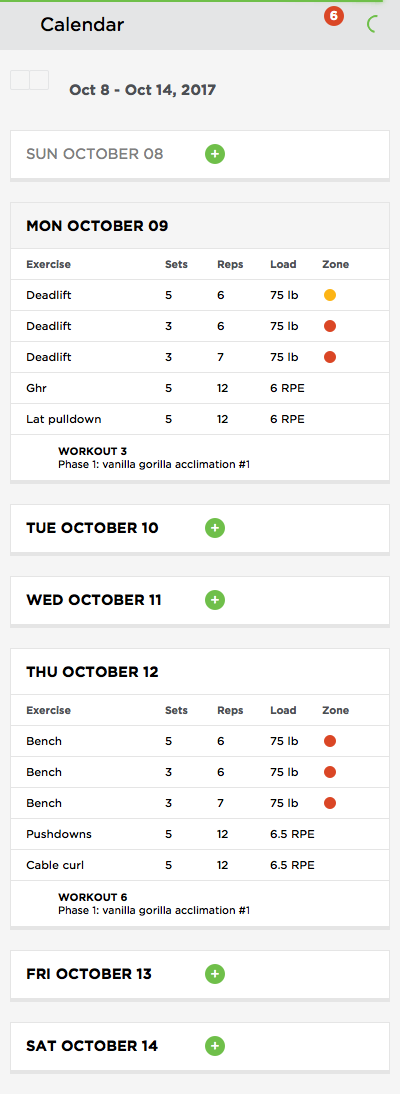 Calendar
6
Oct 8 - Oct 14, 2017
SUN OCTOBER 08
+
MON OCTOBER 09
Exercise Sets Reps Load Zone
Deadlift 5 6 75 lb
Deadlift 3 6 75 lb
Deadlift 3 7 75 lb
Ghr 5 12 6 RPE
Lat pulldown 5 12 6 RPE
WORKOUT 3
Phase 1: vanilla gorilla acclimation #1
TUE OCTOBER 10
+
WED OCTOBER 11
+
THU OCTOBER 12
Exercise Sets Reps Load Zone
Bench 5 6 75 lb
Bench 3 6 75 lb
Bench 3 7 75 lb
Pushdowns 5 12 6.5 RPE
Cable curl 5 12 6.5 RPE
WORKOUT 6
Phase 1: vanilla gorilla acclimation #1
FRI OCTOBER 13
+
SAT OCTOBER 14
+